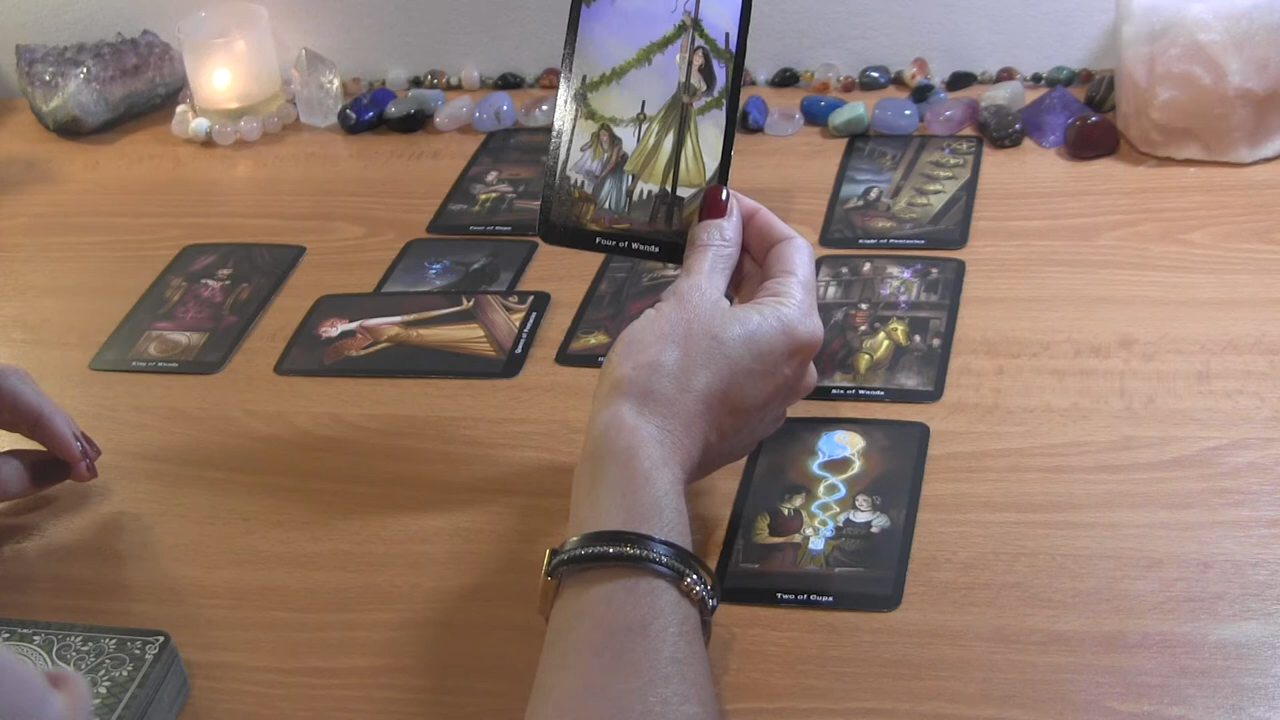 Four of Cups
Four of Wands
Eight of Pentacles
King of Wands
Queen of Pentacles
Six of Wands
Two of Cups